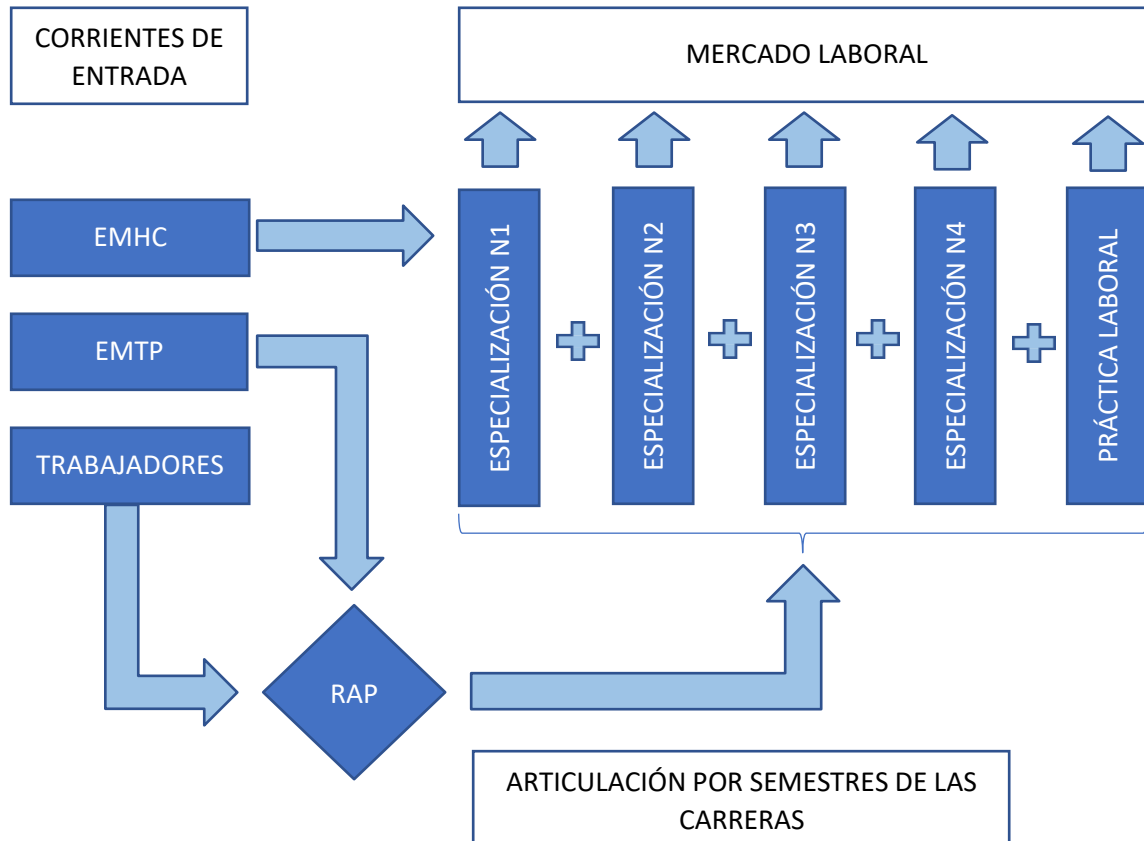 CORRIENTES DE
ENTRADA
MERCADO LABORAL
EMHC
EMTP
TRABAJADORES
ESPECIALIZACIÓN N1
ESPECIALIZACIÓN N2
ESPECIALIZACIÓN N3
ESPECIALIZACIÓN N4
PRÁCTICA LABORAL
RAP
ARTICULACIÓN POR SEMESTRES DE LAS
CARRERAS